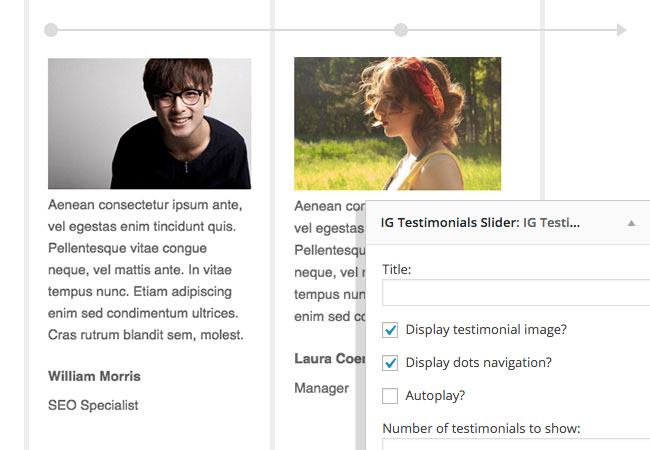 Aenean consectetur ipsum ante,
vel egestas enim tincidunt quis.
Pellentesque vitae congue
neque, vel mattis ante. In vitae
tempus nunc. Etiam adipiscing
enim sed condimentum ultrices.
Cras rutrum blandit sem, molest.
William Morris
SEO Specialist
Aenean con
vel egestas
Pellentesqu
neque, vel
tempus nun
enim sed co
Laura Coer
Manager
IG Testimonials Slider: IG Testi...
Title:
Display testimonial image?
Display dots navigation?
Autoplay?
Number of testimonials to show: